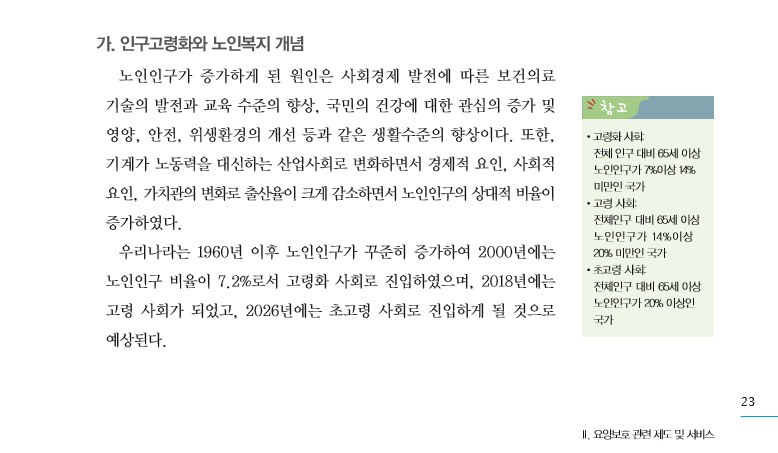 가. 인구고령화와 노인복지 개념
노인인구가 증가하게 된 원인은 사회경제 발전에 따른 보건의료
기술의 발전과 교육 수준의 향상, 국민의 건강에 대한 관심의 증가 및
영양, 안전, 위생환경의 개선 등과 같은 생활수준의 향상이다. 또한,
기계가 노동력을 대신하는 산업사회로 변화하면서 경제적 요인, 사회적
요인, 가치관의 변화로 출산율이 크게 감소하면서 노인인구의 상대적 비율이
증가하였다.
우리나라는 1960년 이후 노인인구가 꾸준히 증가하여 2000년에는
노인인구 비율이 7.2%로서 고령화 사회로 진입하였으며, 2018년에는
고령 사회가 되었고, 2026년에는 초고령 사회로 진입하게 될 것으로
예상된다.
참고
• 고령화 사회:
전체 인구 대비 65세 이상
노인인구가 7%이상 14%
미만인 국가
• 고령 사회:
전체인구 대비 65세 이상
노인인구가 14%이상
20% 미만인 국가
• 초고령 사회:
전체인구 대비 65세 이상
노인인구가 20% 이상인
국가
23
Ⅱ. 요양보호 관련 제도 및 서비스